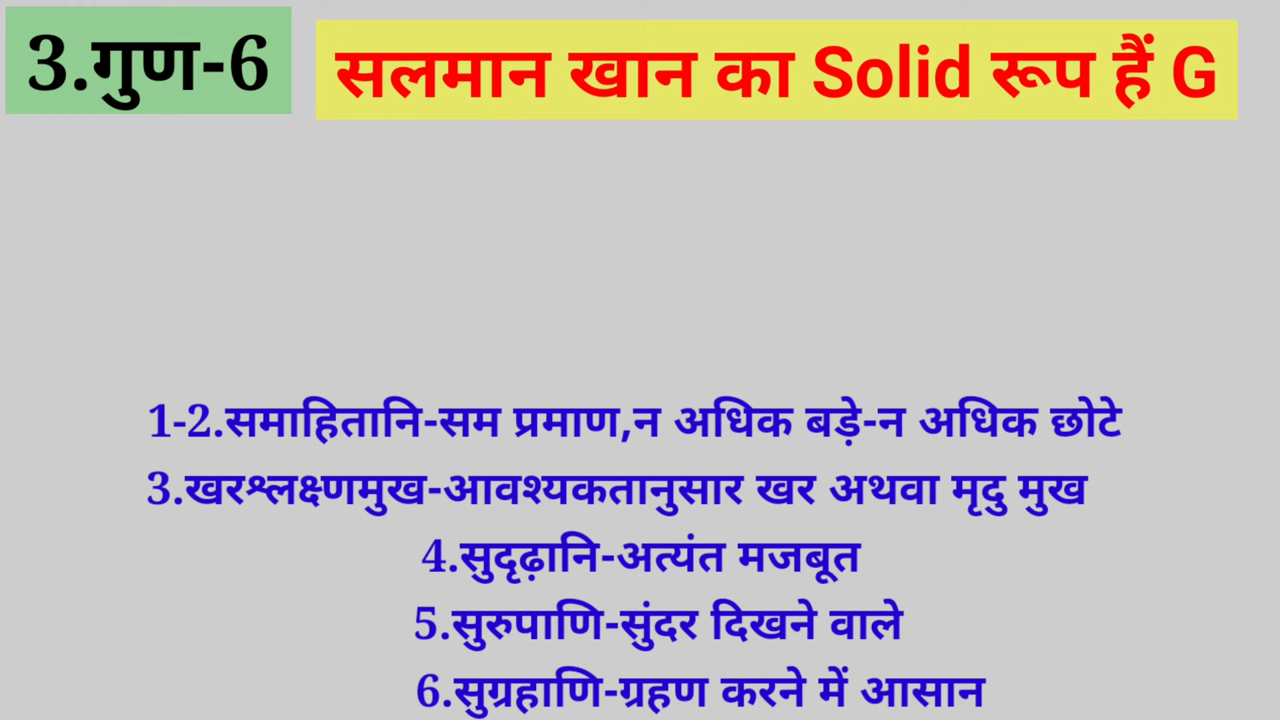 3.गुण-6
सलमान खान का Solid रूप हैं G
1-2.समाहितानि-सम प्रमाण,न अधिक बड़े-न अधिक छोटे
3.खरश्लक्ष्णमुख-आवश्यकतानुसार खर अथवा मृदु मुख
4.सुदृढ़ानि-अत्यंत मजबूत
5.सुरुपाणि-सुंदर दिखने वाले
6.सुग्रहाणि-ग्रहण करने में आसान